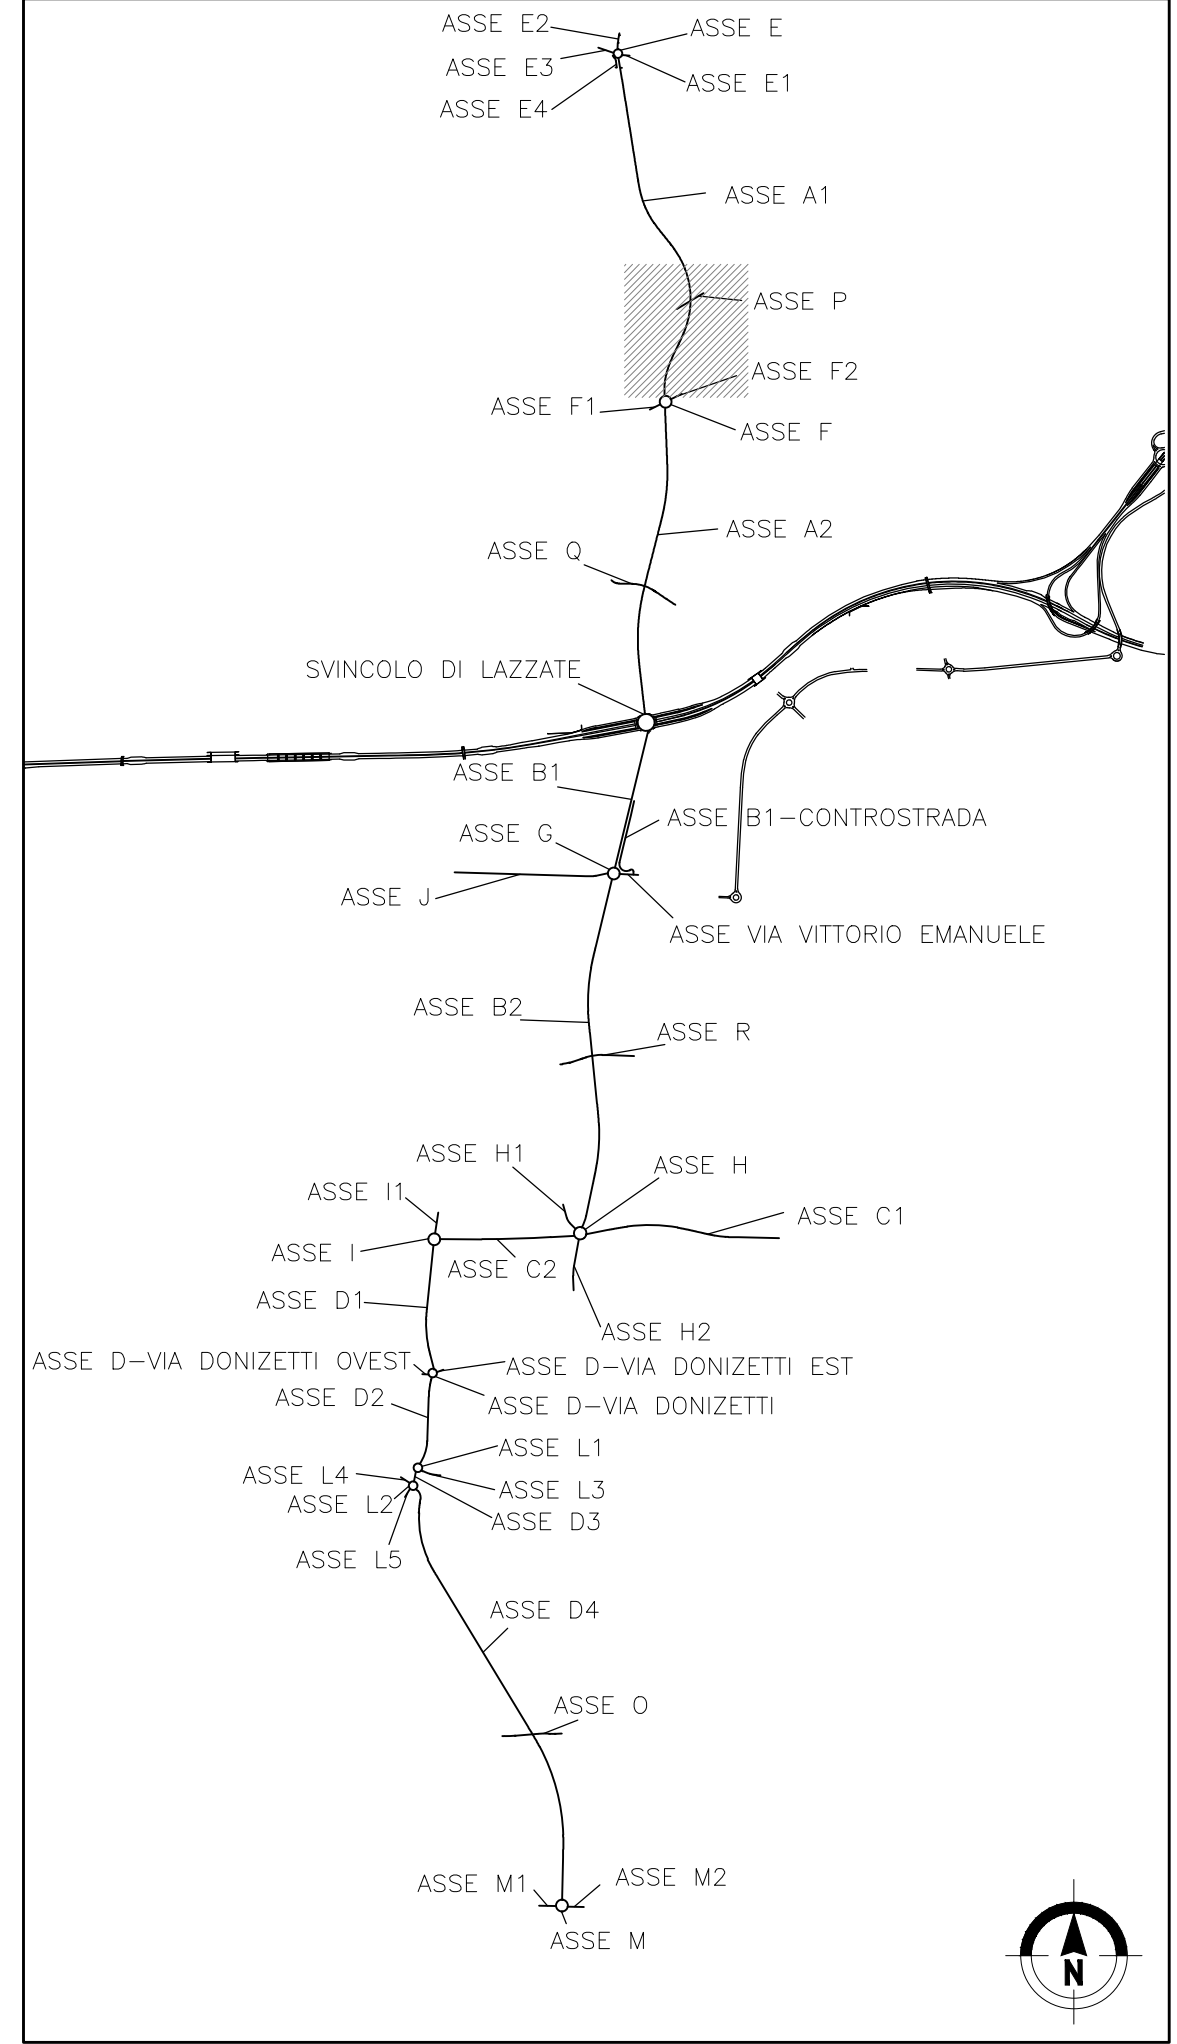 ASSE E2
ASSE E
ASSE E3
ASSE E1
ASSE E4
ASSE A1
ASSE P
ASSE F2
ASSE F1
ASSE F
ASSE A2
ASSE Q
SVINCOLO DI LAZZATE
ASSE B1
ASSE B1-CONTROSTRADA
ASSE G
ASSE J
ASSE VIA VITTORIO EMANUELE
ASSE B2
ASSE R
ASSE H1
ASSE H
ASSE I1
ASSE C1
ASSE I
ASSE C2
ASSE D1
ASSE H2
ASSE D-VIA DONIZETTI OVEST
ASSE D-VIA DONIZETTI EST
ASSE D2
ASSE D-VIA DONIZETTI
ASSE L1
ASSE L4
ASSE L3
ASSE L2
ASSE D3
ASSE L5
ASSE D4
ASSE O
ASSE M1
ASSE M2
ASSE M
N